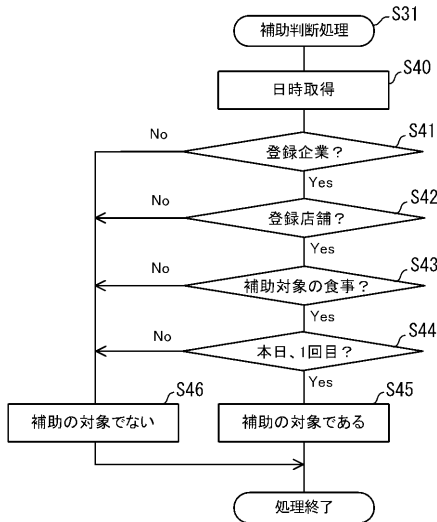 補助判断処理
S31
S40
日時取得
No
S41
登録企業？
Yes
S42
No
登録店舗？
Yes
S43
No
補助対象の食事？
Yes
S44
No
本日、1回目？
Yes
S46
S45
補助の対象でない
補助の対象である
処理終了